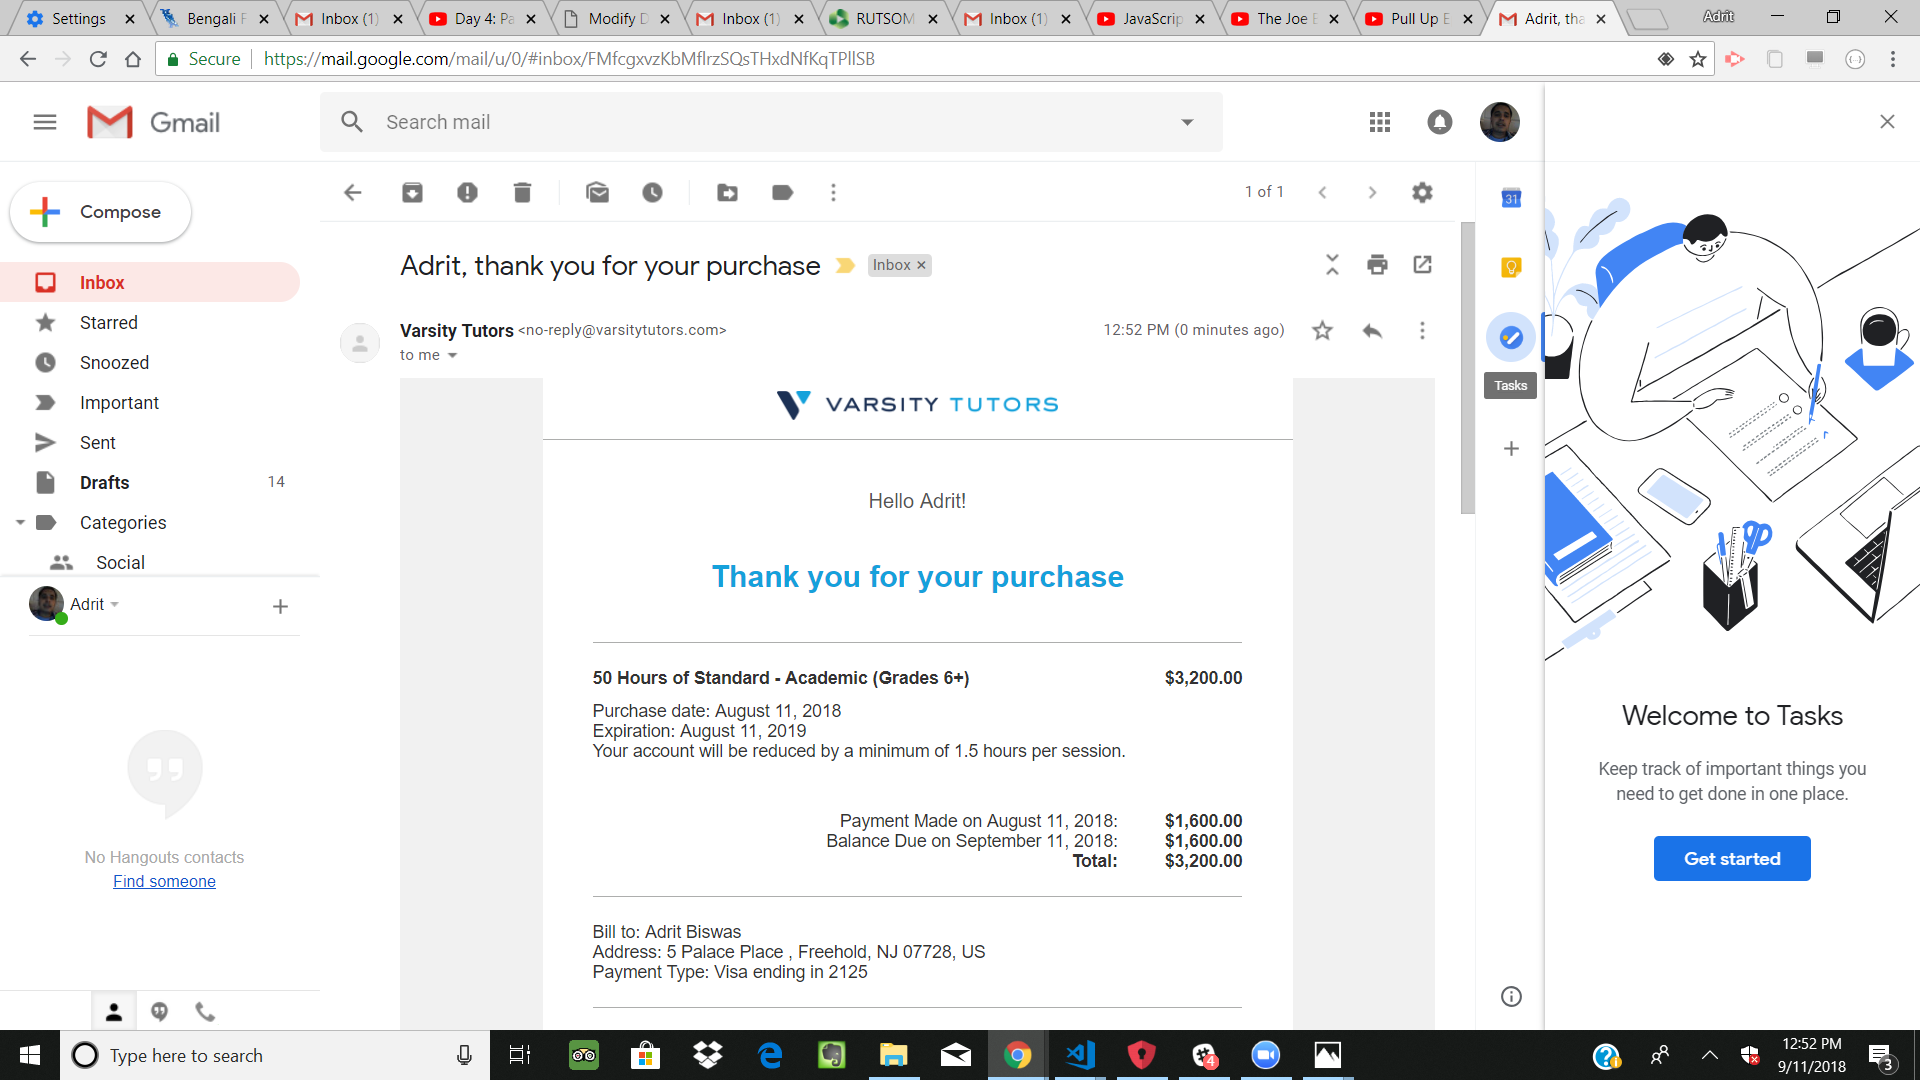 Settings
Bengali F
Inbox (1)
Day 4: Pa
Modify D
Inbox (1)
RUTSOM
Inbox (1)
JavaScrip
The Joe E
Pull Up E
Adrit, tha
Adrit
Secure
https://mail.google.com/mail/u/0/#inbox/FMfcgxvzKbMflrzSQsTHxdNfKqTPllSB
Gmail
Search mail
Compose
1 of 1
31
Inbox
Starred
Snoozed
Important
Sent
Drafts 14
Categories
Social
Adrit
No Hangouts contacts
Find someone
Adrit, thank you for your purchase
Inbox
Varsity Tutors <no-reply@varsitytutors.com>
12:52 PM (0 minutes ago)
to me
VARSITY TUTORS
Hello Adrit!
Thank you for your purchase
50 Hours of Standard - Academic (Grades 6+) $3,200.00
Purchase date: August 11, 2018
Expiration: August 11, 2019
Your account will be reduced by a minimum of 1.5 hours per session.
Payment Made on August 11, 2018: $1,600.00
Balance Due on September 11, 2018: $1,600.00
Total: $3,200.00
Bill to: Adrit Biswas
Address: 5 Palace Place , Freehold, NJ 07728, US
Payment Type: Visa ending in 2125
Tasks
Welcome to Tasks
Keep track of important things you
need to get done in one place.
Get started
Type here to search
4
12:52 PM
9/11/2018
3